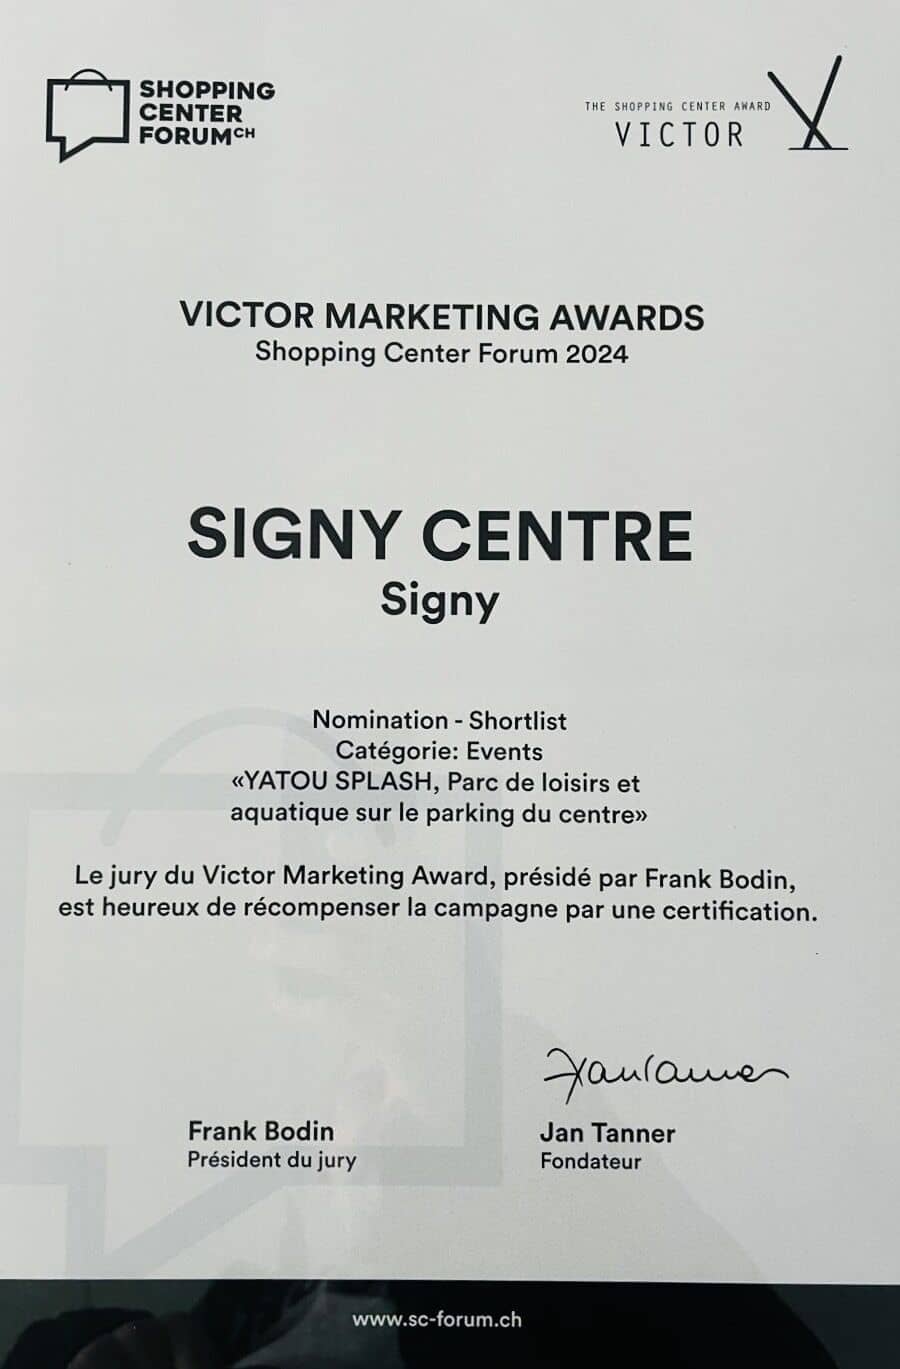 SHOPPING
CENTER
FORUMCH
THE SHOPPING CENTER AWARD
VICTOR
VICTOR MARKETING AWARDS
Shopping Center Forum 2024
SIGNY CENTRE
Signy
Nomination - Shortlist
Catégorie: Events
«YATOU SPLASH, Parc de loisirs et
aquatique sur le parking du centre»
Le jury du Victor Marketing Award, présidé par Frank Bodin,
est heureux de récompenser la campagne par une certification.
Frank Bodin
Président du jury
Jan Tanner
Fondateur
www.sc-forum.ch